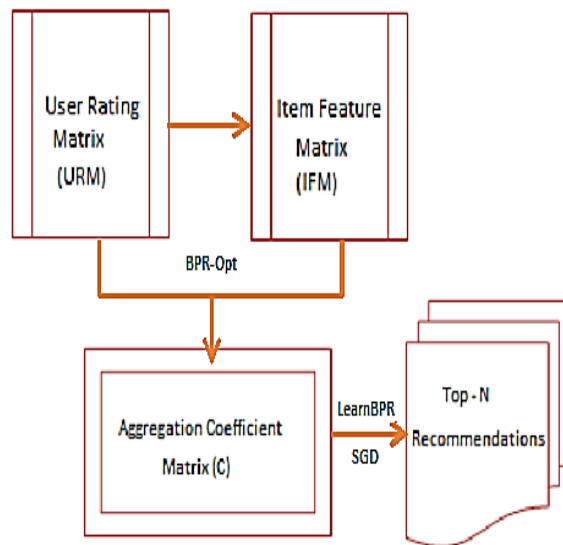 User Rating
Matrix
(URM)
Item Feature
Matrix
(IFM)
BPR-Opt
Aggregation Coefficient
Matrix (C)
LearnBPR
SGD
Top - N
Recommendations